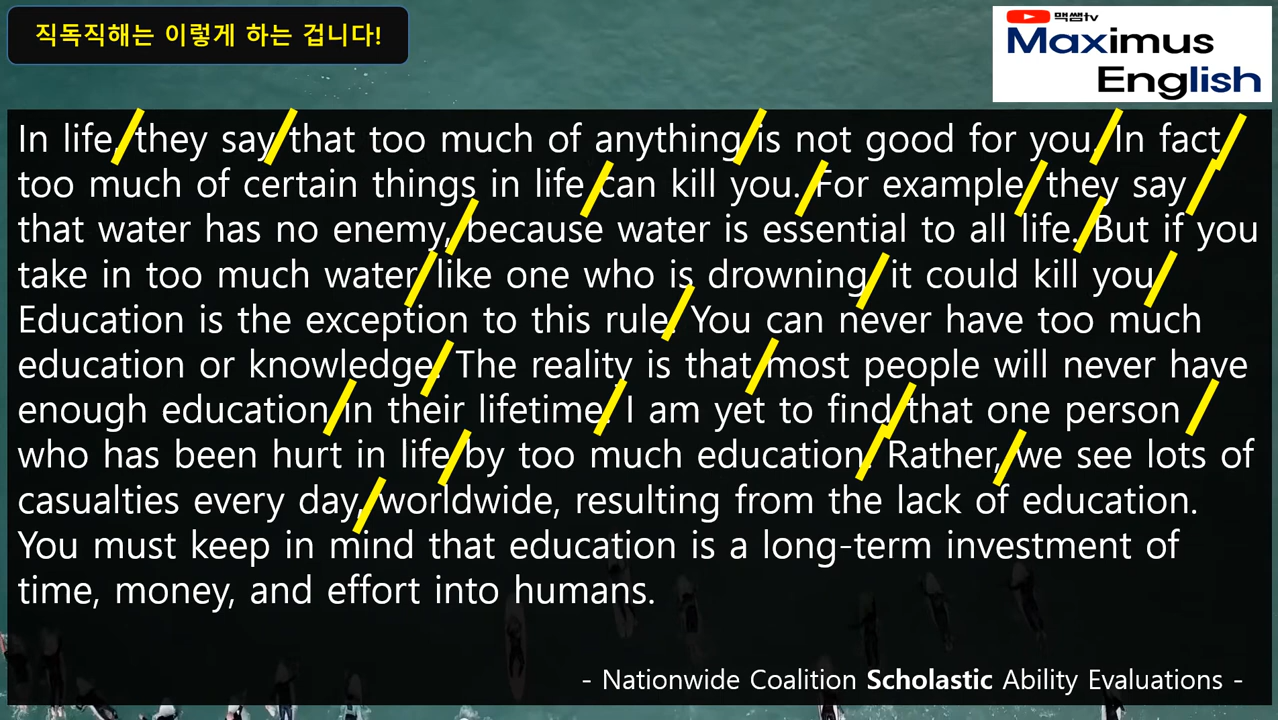 직독직해는 이렇게 하는 겁니다!
맥쌤tv
Maximus
English
In life, they say that too much of anything is not good for you. In fact,
too much of certain things in life can kill you. For example, they say
that water has no enemy, because water is essential to all life. But if you
take in too much water, like one who is drowning, it could kill you.
Education is the exception to this rule. You can never have too much
education or knowledge. The reality is that most people will never have
enough education in their lifetime. I am yet to find that one person
who has been hurt in life by too much education. Rather, we see lots of
casualties every day, worldwide, resulting from the lack of education.
You must keep in mind that education is a long-term investment of
time, money, and effort into humans.
- Nationwide Coalition Scholastic Ability Evaluations -